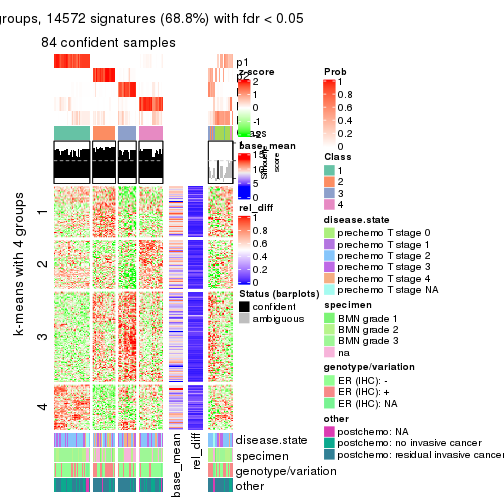 groups, 14572 signatures (68.8%) with fdr < 0.05
84 confident samples
p1
p2
z-score
2
1
0
-1
-2
base_mean
15
5
0
score
rel_diff
1
0.8
0.6
0.4
0.2
0
Status (barplots)
confident
ambiguous
Prob
1
0.8
0.6
0.4
0.2
0
Class
1
2
3
4
disease.state
prechemo T stage 0
prechemo T stage 1
prechemo T stage 2
prechemo T stage 3
prechemo T stage 4
prechemo T stage NA
specimen
BMN grade 1
BMN grade 2
BMN grade 3
na
genotype/variation
ER (IHC): -
ER (IHC): +
ER (IHC): NA
other
postchemo: NA
postchemo: no invasive cancer
postchemo: residual invasive cancer
k-means with 4 groups
1
2
3
4
base_mean
rel_diff
disease.state
specimen
genotype/variation
other